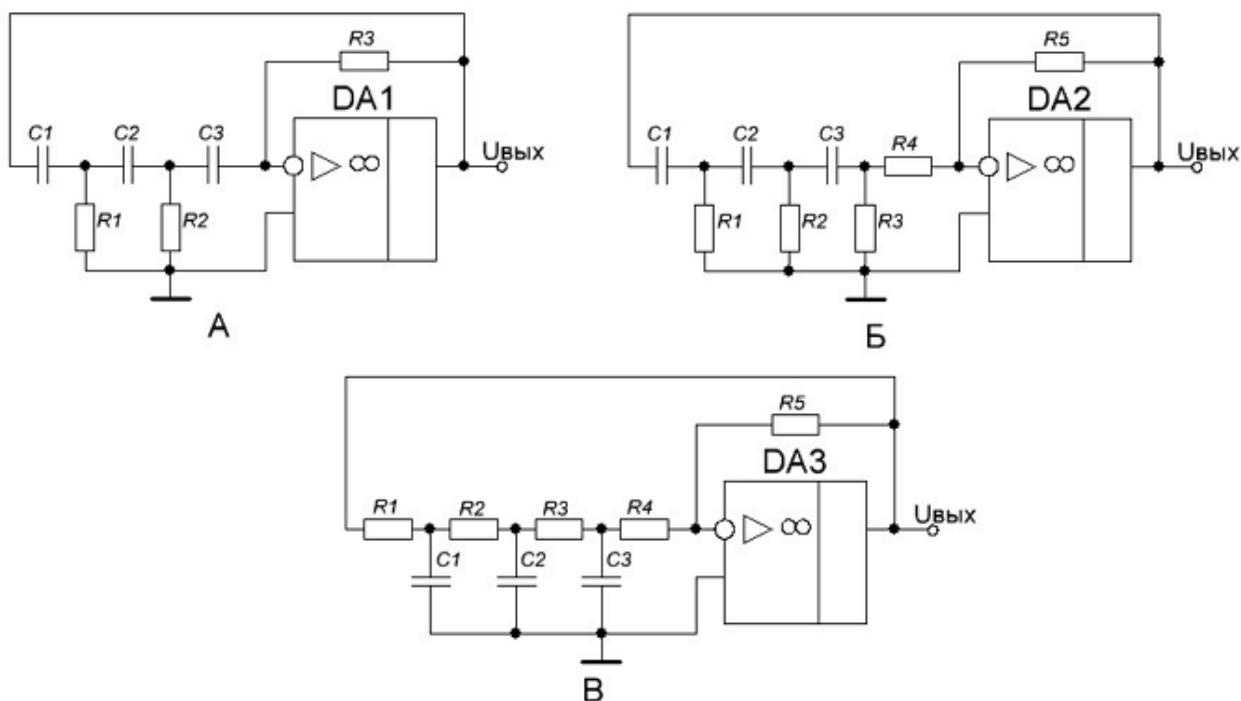 R3
DA1
C1 C2 C3
∞
Uвых
R1 R2
А
R5
DA2
C1 C2 C3 R4
∞
Uвых
R1 R2 R3
Б
R5
DA3
R1 R2 R3 R4
∞
Uвых
C1 C2 C3
В